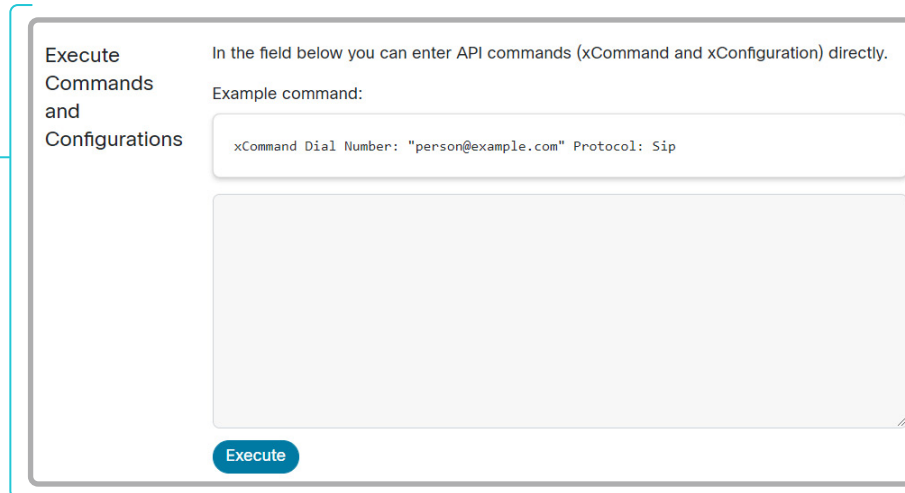 Execute
Commands
and
Configurations
In the field below you can enter API commands (xCommand and xConfiguration) directly.
Example command:
xCommand Dial Number: "person@example.com" Protocol: Sip
Execute